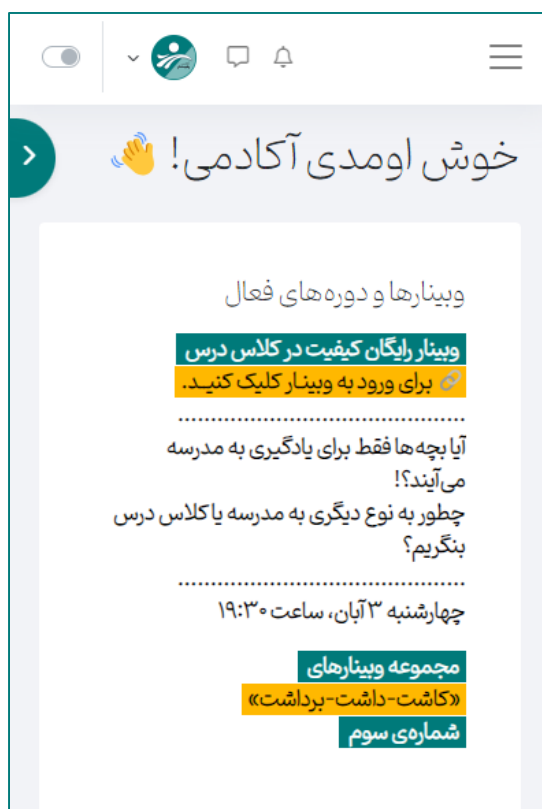 خوش اومدی آکادمی! 👋
وبینارها و دوره‌های فعال
وبینار رایگان کیفیت در کلاس درس
🔗 برای ورود به وبینـار کلیک کنیـد.
............................................
آیا بچه‌ها فقط برای یادگیری به مدرسه
می‌آیند؟!
چطور به نوع دیگری به مدرسه یا کلاس درس
بنگریم؟
............................................
چهارشنبه ۳ آبان، ساعت ۱۹:۳۰
مجموعه وبینارهای
«کاشت-داشت-برداشت»
شماره‌ی سوم